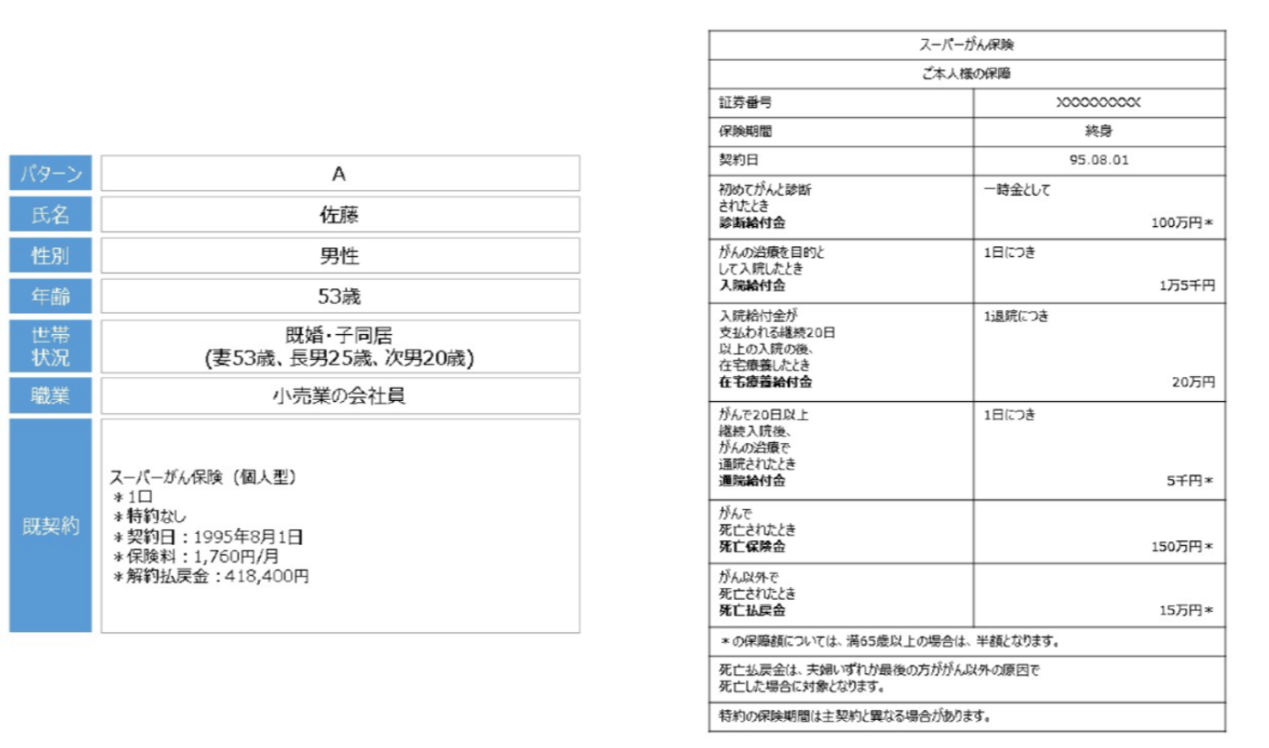 パターン A
氏名 佐藤
性別 男性
年齢 53歳
世帯
状況
既婚・子同居
(妻53歳、長男25歳、次男20歳)
職業 小売業の会社員
既契約
スーパーがん保険（個人型）
＊1口
＊特約なし
＊契約日：1995年8月1日
＊保険料：1,760円/月
＊解約払戻金：418,400円
スーパーがん保険
ご本人様の保障
証券番号 XXXXXXXXXX
保険期間 終身
契約日 95.08.01
初めてがんと診断
されたとき
診断給付金
一時金として
100万円＊
がんの治療を目的と
して入院したとき
入院給付金
1日につき
1万5千円
入院給付金が
支払われる継続20日
以上の入院の後、
在宅療養したとき
在宅療養給付金
1退院につき
20万円
がんで20日以上
継続入院後、
がんの治療で
通院されたとき
通院給付金
1日につき
5千円＊
がんで
死亡されたとき
死亡保険金
150万円＊
がん以外で
死亡されたとき
死亡払戻金
15万円＊
＊の保障額については、満65歳以上の場合は、半額となります。
死亡払戻金は、夫婦いずれか最後の方ががん以外の原因で
死亡した場合に対象となります。
特約の保険期間は主契約と異なる場合があります。